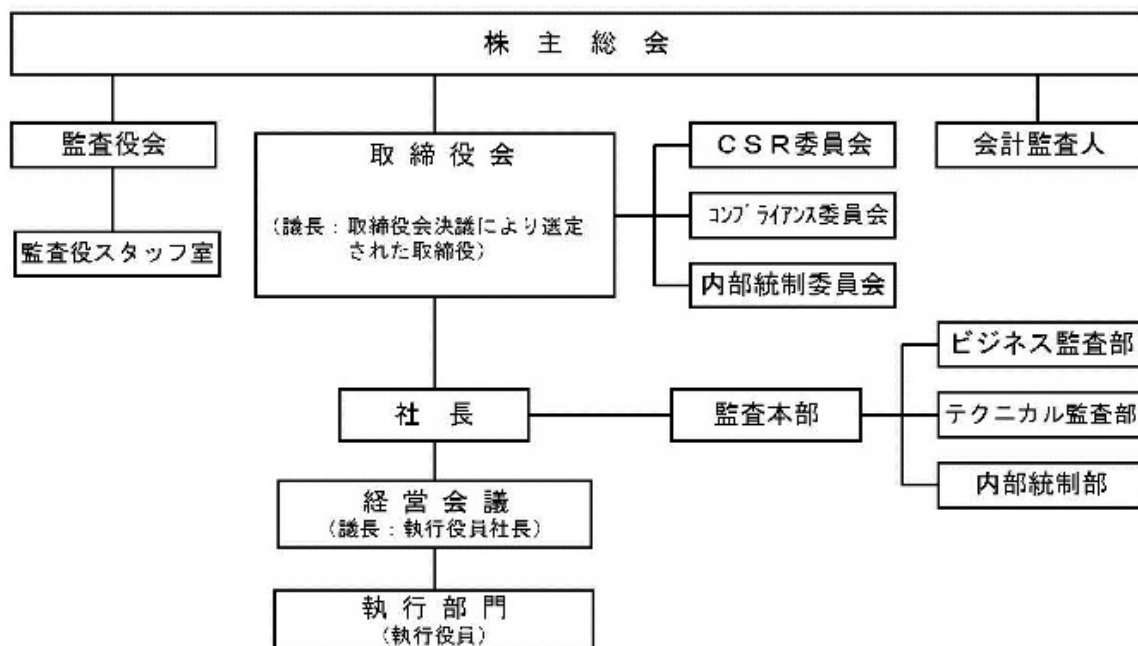 株主総会
監査役会
取締役会
CSR委員会
会計監査人
コンプライアンス委員会
(議長:取締役会決議により選定
された取締役)
監査役スタッフ室
内部統制委員会
ビジネス監査部
社長
監査本部
テクニカル監査部
内部統制部
経営会議
(議長:執行役員社長)
執行部門
(執行役員)